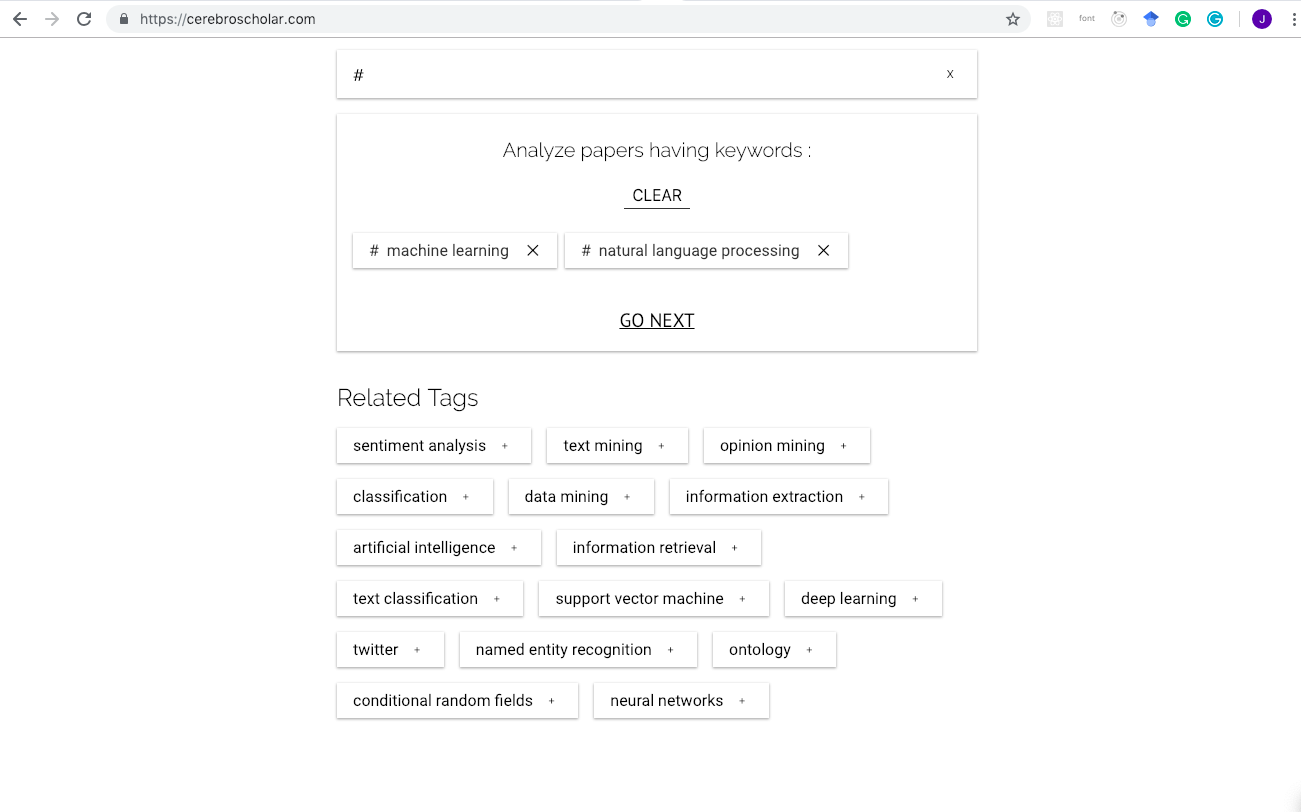 https://cerebroscholar.com
font
J
#
x
Analyze papers having keywords :
CLEAR
# machine learning × # natural language processing ×
GO NEXT
Related Tags
sentiment analysis + text mining + opinion mining +
classification + data mining + information extraction +
artificial intelligence + information retrieval +
text classification + support vector machine + deep learning +
twitter + named entity recognition + ontology +
conditional random fields + neural networks +